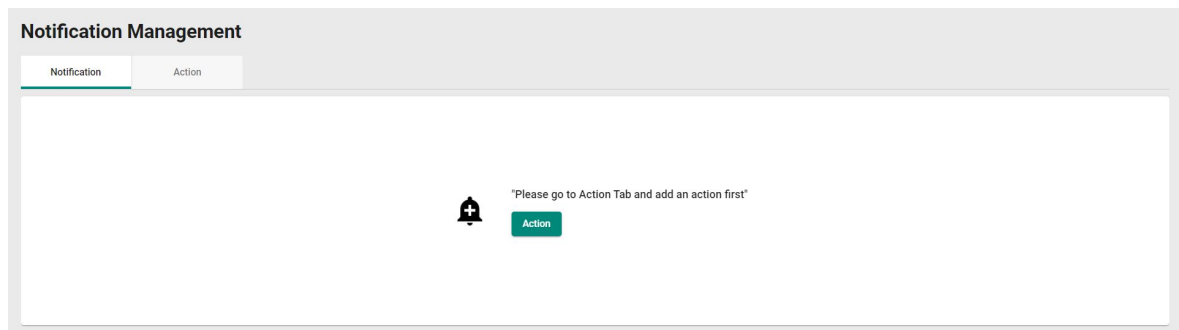 Notification Management
Notification Action
"Please go to Action Tab and add an action first"
Action